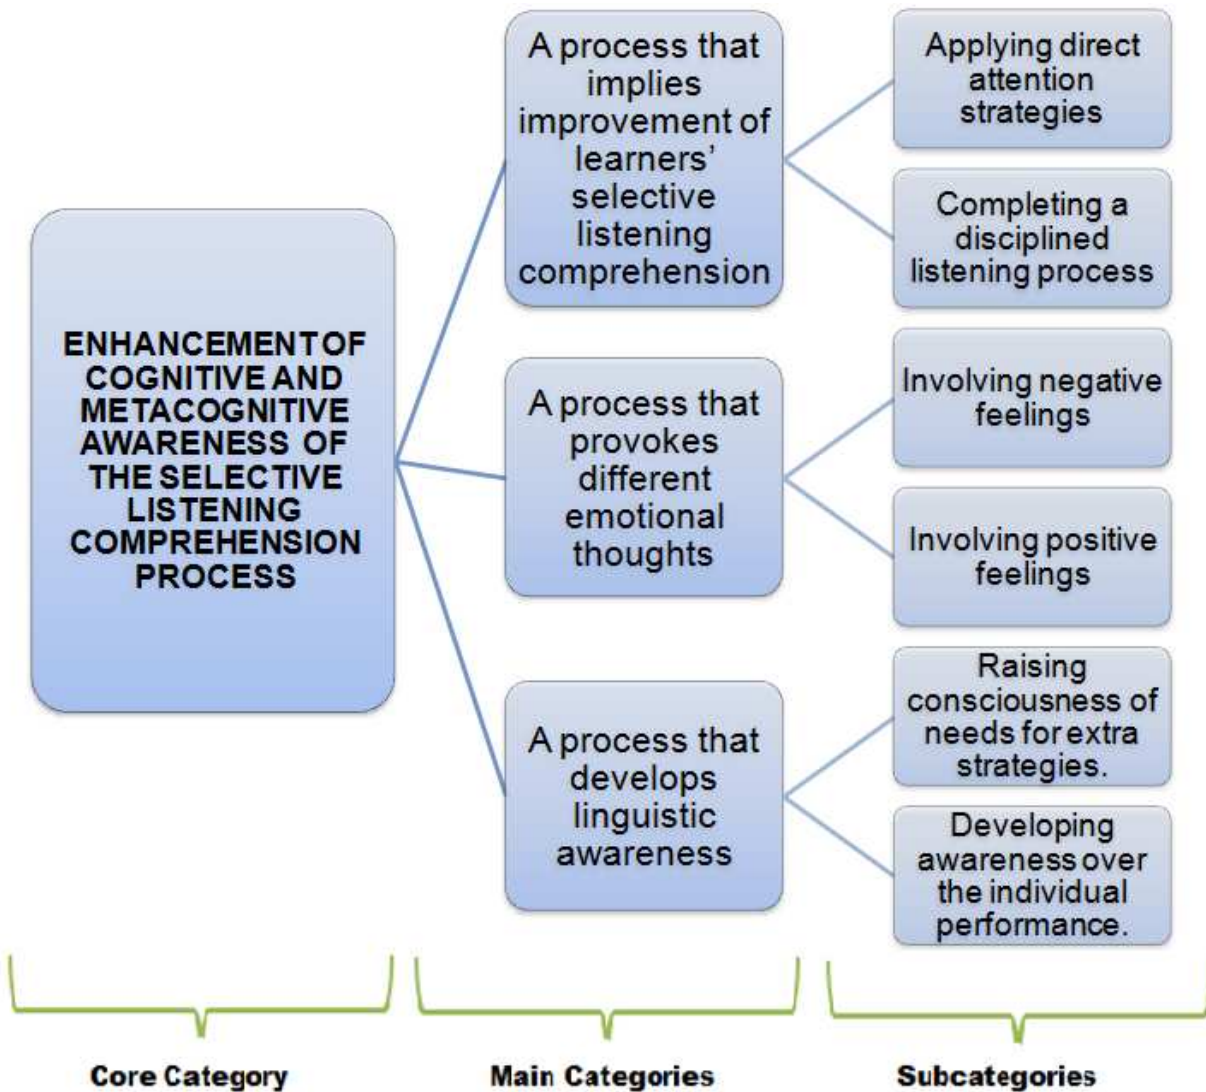 ENHANCEMENT OF
COGNITIVE AND
METACOGNITIVE
AWARENESS OF
THE SELECTIVE
LISTENING
COMPREHENSION
PROCESS
A process that
implies
improvement of
learners’
selective
listening
comprehension
Applying direct
attention
strategies
Completing a
disciplined
listening process
A process that
provokes
different
emotional
thoughts
Involving negative
feelings
Involving positive
feelings
A process that
develops
linguistic
awareness
Raising
consciousness of
needs for extra
strategies.
Developing
awareness over
the individual
performance.
Core Category
Main Categories
Subcategories